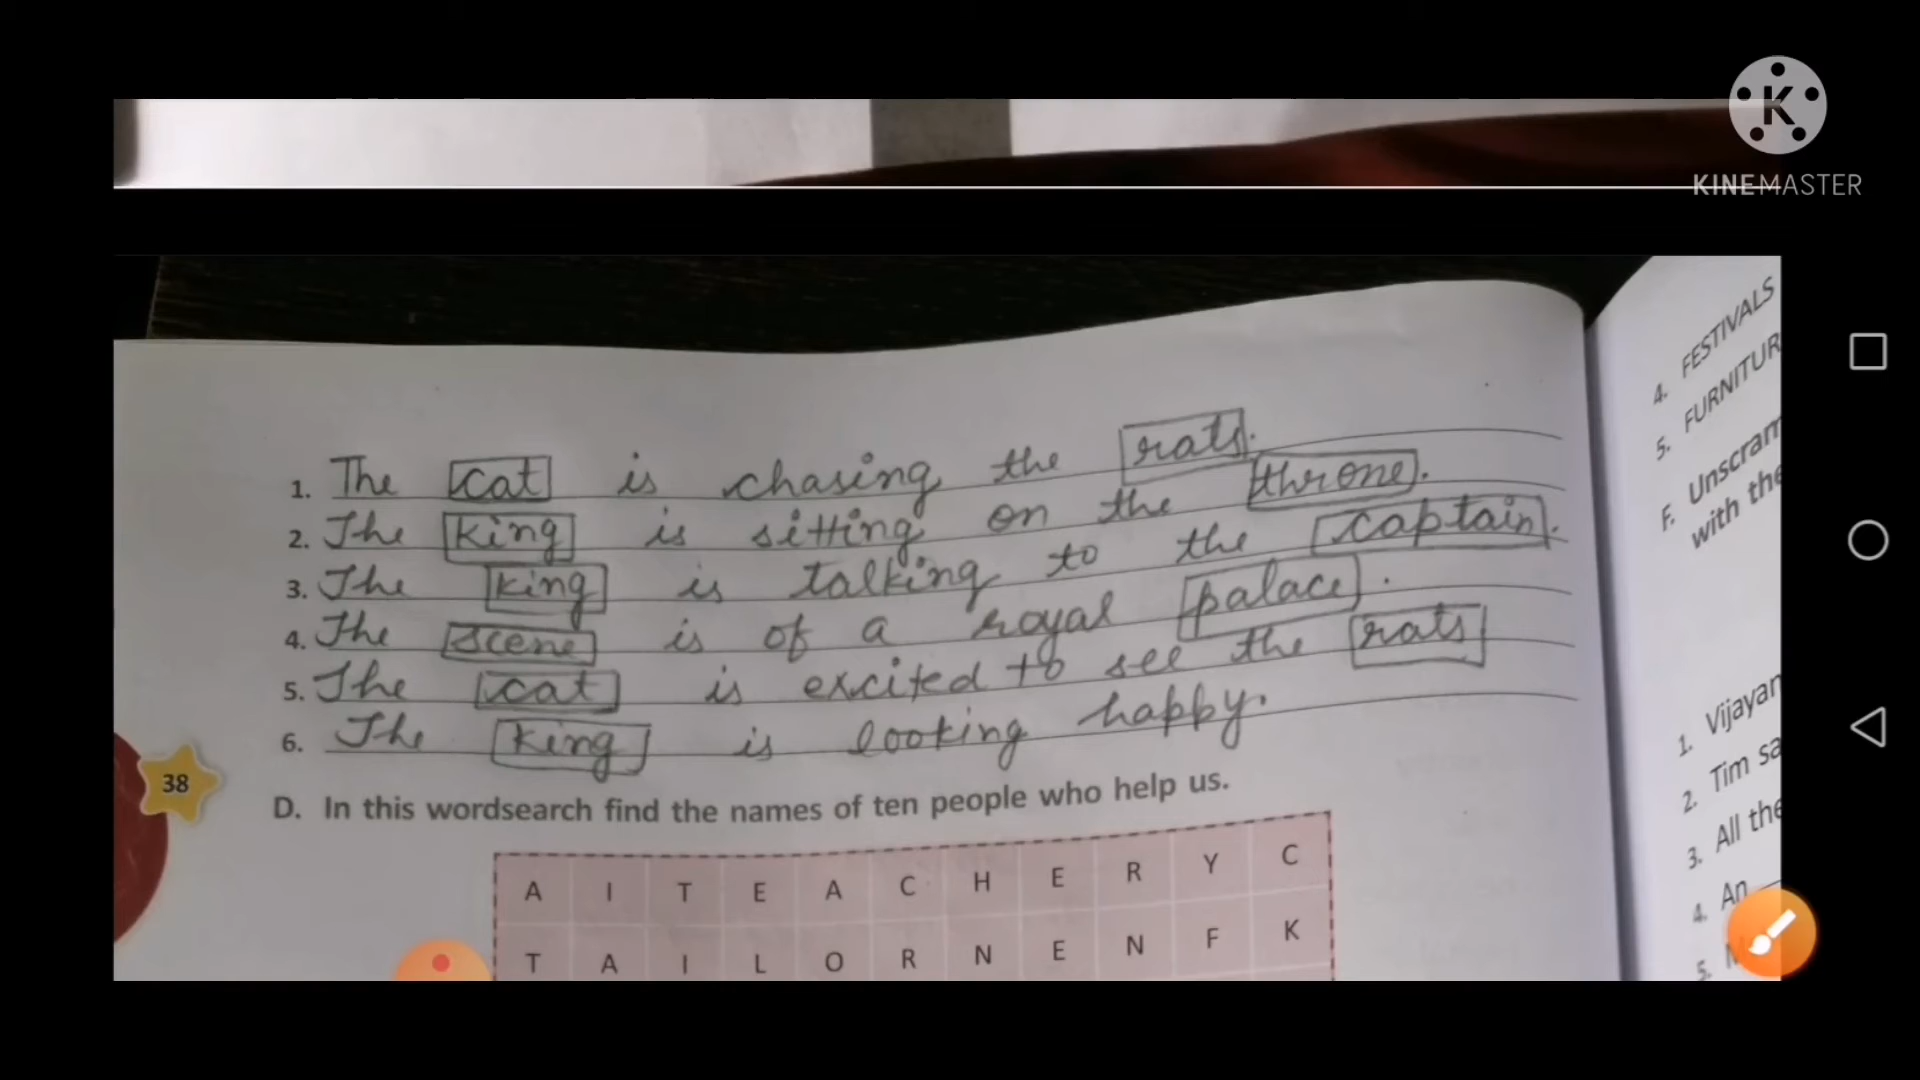 K
KINEMASTER
1. The cat is chasing the rats.
2. The king is sitting on the throne.
3. The king is talking to the captain.
4. The scene is of a royal palace.
5. The cat is excited to see the rats
6. The king is looking happy.
38
D. In this wordsearch find the names of ten people who help us.
A I T E A C H E R Y C
T A I L O R N E N F K
4. FESTIVALS
5. FURNITUR
F. Unscram
with the
1. Vijayan
2. Tim sa
3. All the
4. An
5.